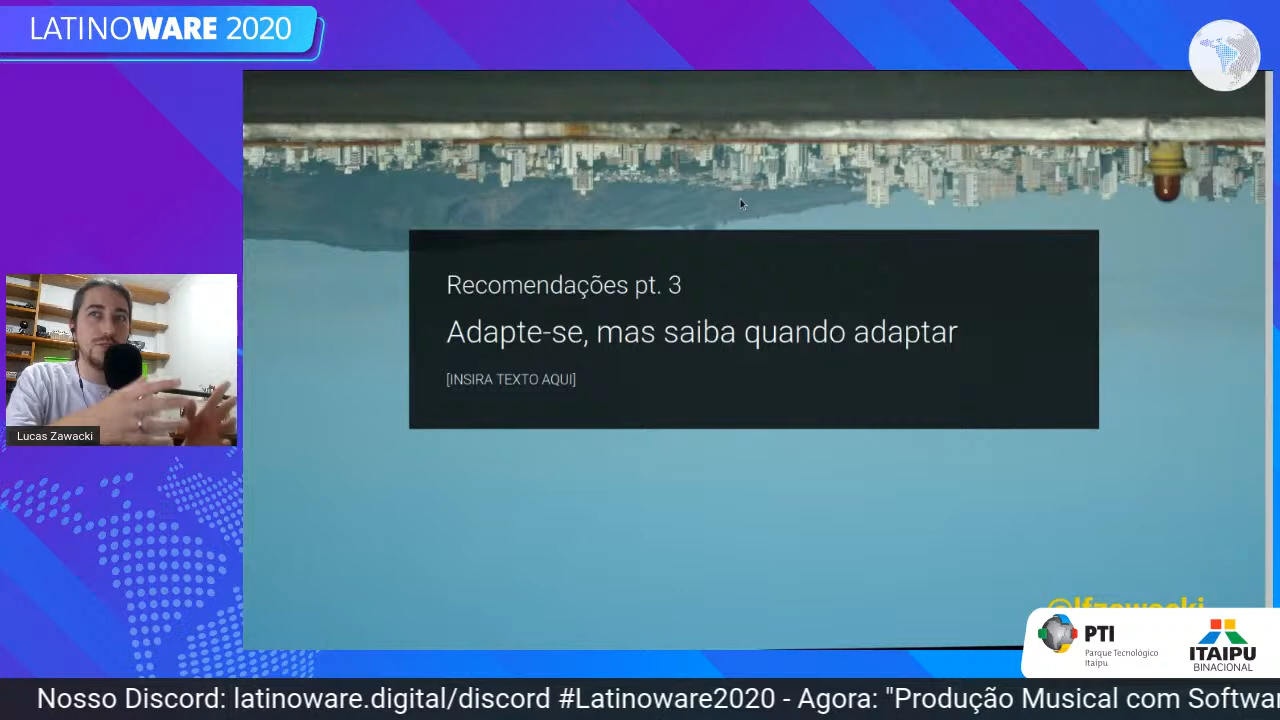 LATINOWARE 2020
Recomendações pt. 3
Adapte-se, mas saiba quando adaptar
[INSIRA TEXTO AQUI]
Lucas Zawacki
@lfzawacki
PTI
Parque Tecnológico
Itaipu
ITAIPU
BINACIONAL
Nosso Discord: latinoware.digital/discord #Latinoware2020 - Agora: "Produção Musical com Softwar